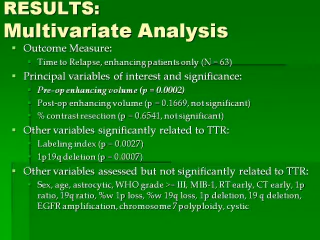 RESULTS:
Multivariate Analysis
Outcome Measure:
Time to Relapse, enhancing patients only (N = 63)
Principal variables of interest and significance:
Pre-op enhancing volume (p = 0.0002)
Post-op enhancing volume (p = 0.1669, not significant)
% contrast resection (p = 0.6541, not significant)
Other variables significantly related to TTR:
Labeling index (p = 0.0027)
1p19q deletion (p = 0.0007)
Other variables assessed but not significantly related to TTR:
Sex, age, astrocytic, WHO grade >= III, MIB-1, RT early, CT early, 1p
ratio, 19q ratio, %w 1p loss, %w 19q loss, 1p deletion, 19 q deletion,
EGFR amplification, chromosome 7 polyploidy, cystic